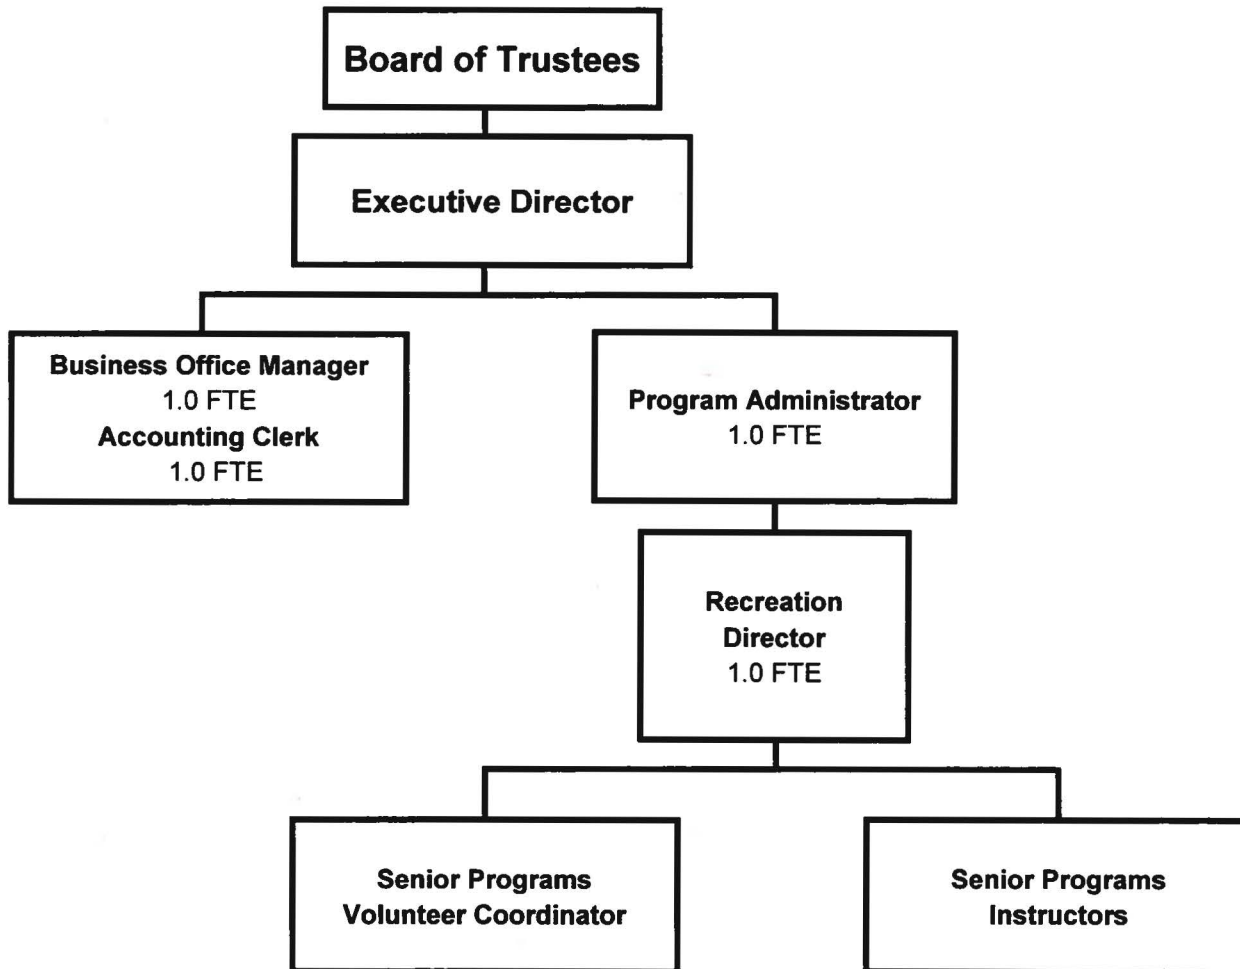 Board of Trustees
Executive Director
Business Office Manager
1.0 FTE
Accounting Clerk
1.0 FTE
Program Administrator
1.0 FTE
Recreation
Director
1.0 FTE
Senior Programs
Volunteer Coordinator
Senior Programs
Instructors